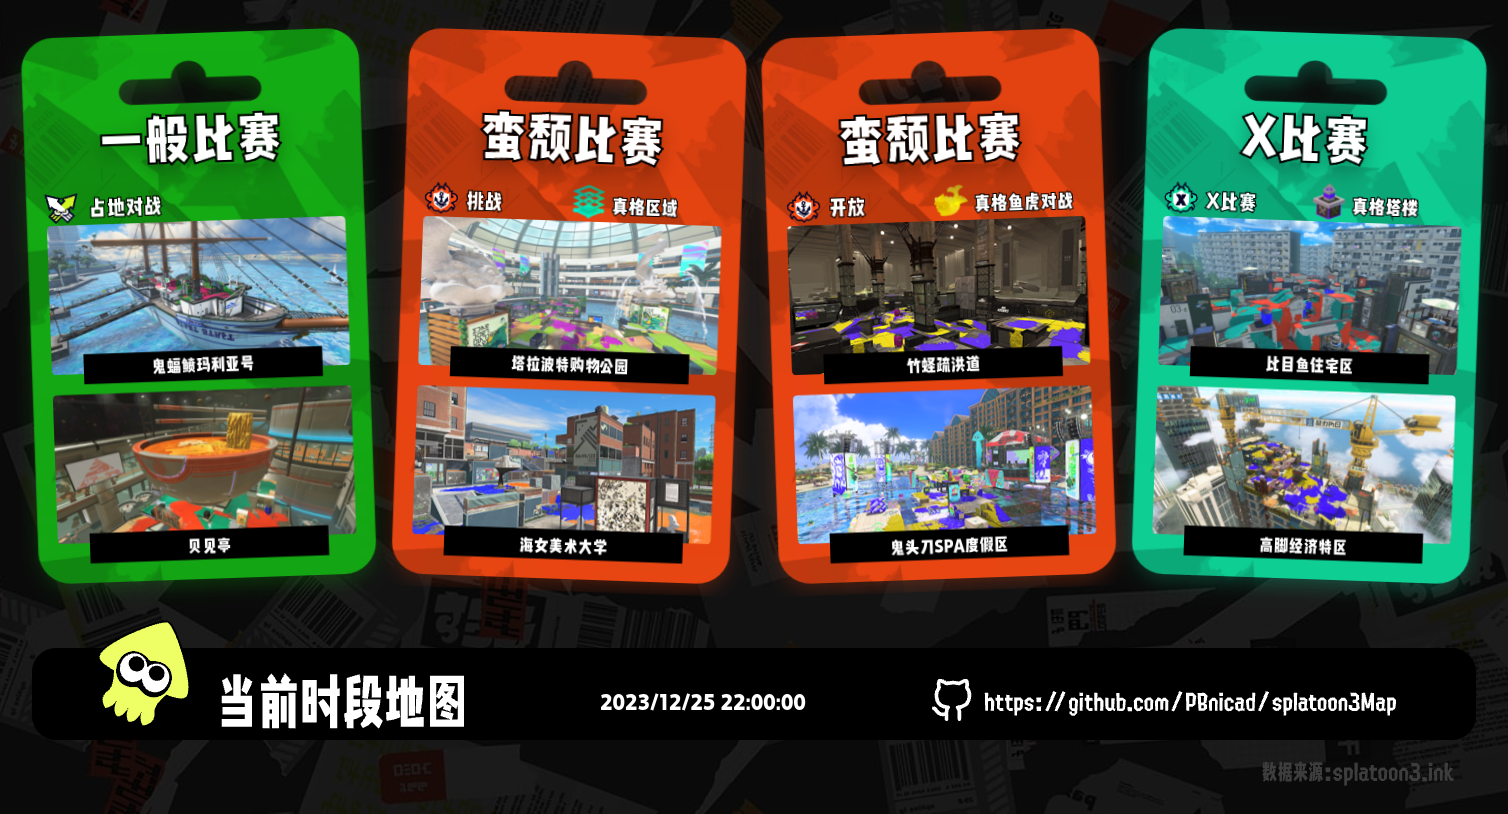 一般比赛
占地对战
鬼蝠鲼玛利亚号
贝见亭
蛮颓比赛
挑战
真格区域
塔拉波特购物公园
海女美术大学
蛮颓比赛
开放
真格鱼虎对战
竹蛏疏洪道
鬼头刀SPA度假区
X比赛
X比赛
真格塔楼
比目鱼住宅区
高脚经济特区
当前时段地图
2023/12/25 22:00:00
https://github.com/PBnicad/splatoon3Map
数据来源:splatoon3.ink